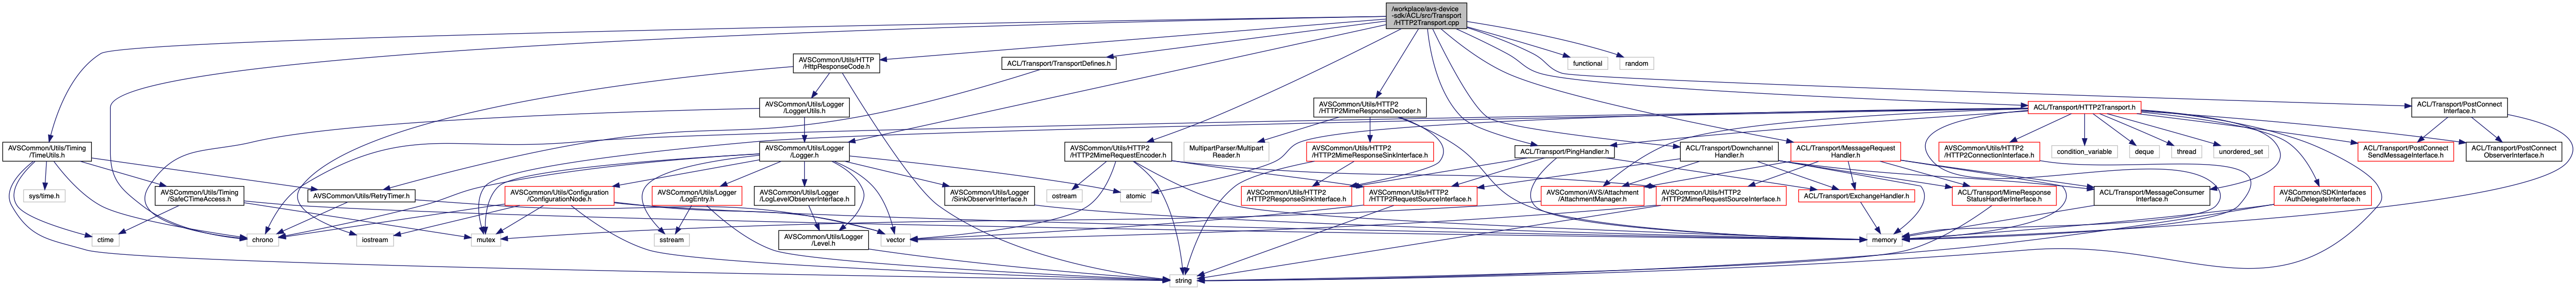 /workplace/avs-device
-sdk/ACL/src/Transport
/HTTP2Transport.cpp
AVSCommon/Utils/HTTP
/HttpResponseCode.h
ACL/Transport/TransportDefines.h
functional
random
AVSCommon/Utils/Logger
/LoggerUtils.h
AVSCommon/Utils/HTTP2
/HTTP2MimeResponseDecoder.h
ACL/Transport/HTTP2Transport.h
ACL/Transport/PostConnect
Interface.h
AVSCommon/Utils/Timing
/TimeUtils.h
AVSCommon/Utils/Logger
/Logger.h
AVSCommon/Utils/HTTP2
/HTTP2MimeRequestEncoder.h
MultipartParser/Multipart
Reader.h
AVSCommon/Utils/HTTP2
/HTTP2MimeResponseSinkInterface.h
ACL/Transport/PingHandler.h
ACL/Transport/Downchannel
Handler.h
ACL/Transport/MessageRequest
Handler.h
AVSCommon/Utils/HTTP2
/HTTP2ConnectionInterface.h
condition_variable
deque
thread
unordered_set
ACL/Transport/PostConnect
SendMessageInterface.h
ACL/Transport/PostConnect
ObserverInterface.h
sys/time.h
AVSCommon/Utils/Timing
/SafeCTimeAccess.h
AVSCommon/Utils/RetryTimer.h
AVSCommon/Utils/Configuration
/ConfigurationNode.h
AVSCommon/Utils/Logger
/LogEntry.h
AVSCommon/Utils/Logger
/LogLevelObserverInterface.h
AVSCommon/Utils/Logger
/SinkObserverInterface.h
ostream
atomic
AVSCommon/Utils/HTTP2
/HTTP2ResponseSinkInterface.h
AVSCommon/Utils/HTTP2
/HTTP2RequestSourceInterface.h
AVSCommon/AVS/Attachment
/AttachmentManager.h
AVSCommon/Utils/HTTP2
/HTTP2MimeRequestSourceInterface.h
ACL/Transport/ExchangeHandler.h
ACL/Transport/MimeResponse
StatusHandlerInterface.h
ACL/Transport/MessageConsumer
Interface.h
AVSCommon/SDKInterfaces
/AuthDelegateInterface.h
ctime
chrono
iostream
mutex
sstream
AVSCommon/Utils/Logger
/Level.h
vector
memory
string